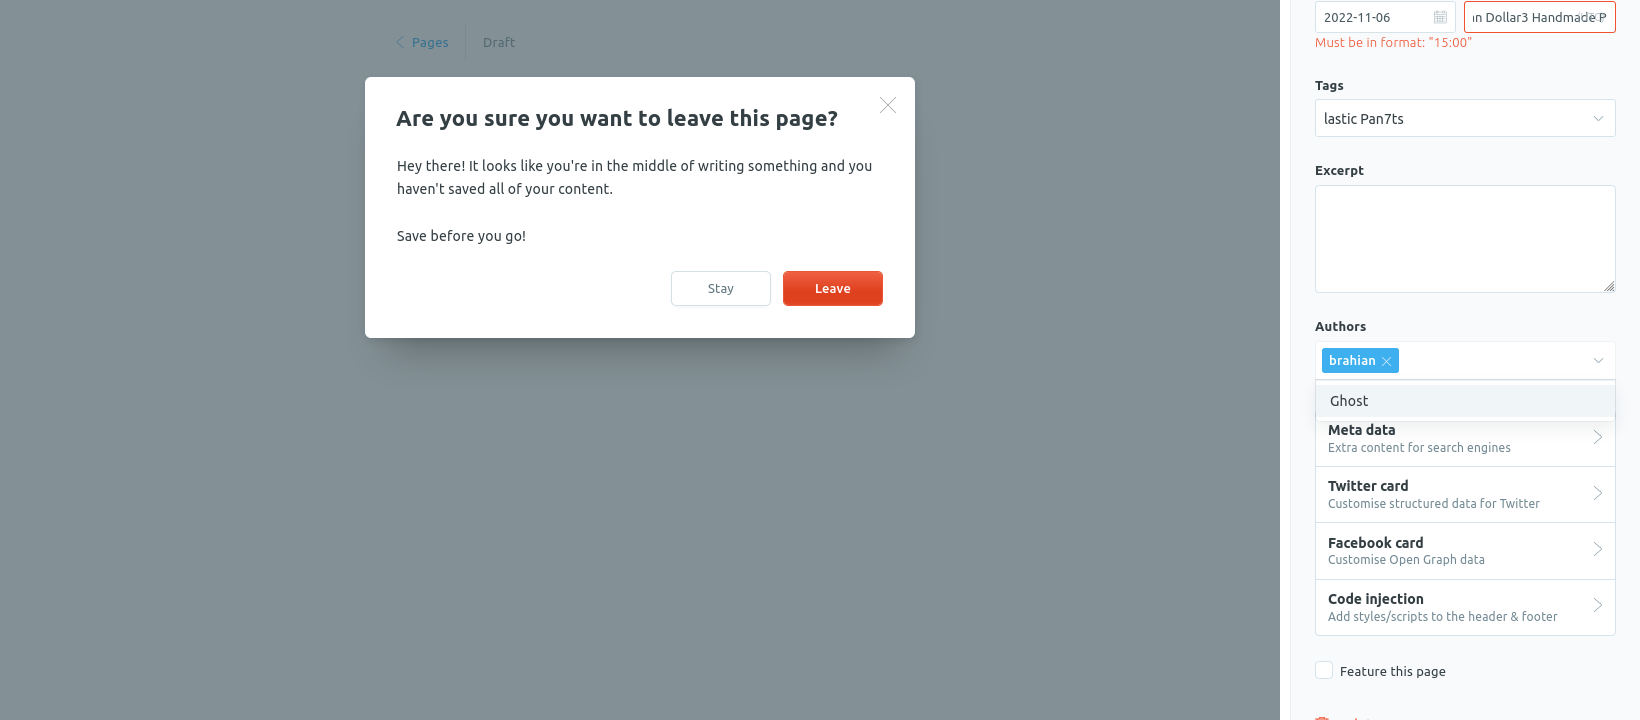 Pages
Draft
Are you sure you want to leave this page?
Hey there! It looks like you're in the middle of writing something and you
haven't saved all of your content.
Save before you go!
Stay
Leave
2022-11-06
n Dollar3 Handmade P
Must be in format: "15:00"
Tags
lastic Pan7ts
Excerpt
Authors
brahian
Ghost
Meta data
Extra content for search engines
Twitter card
Customise structured data for Twitter
Facebook card
Customise Open Graph data
Code injection
Add styles/scripts to the header & footer
Feature this page